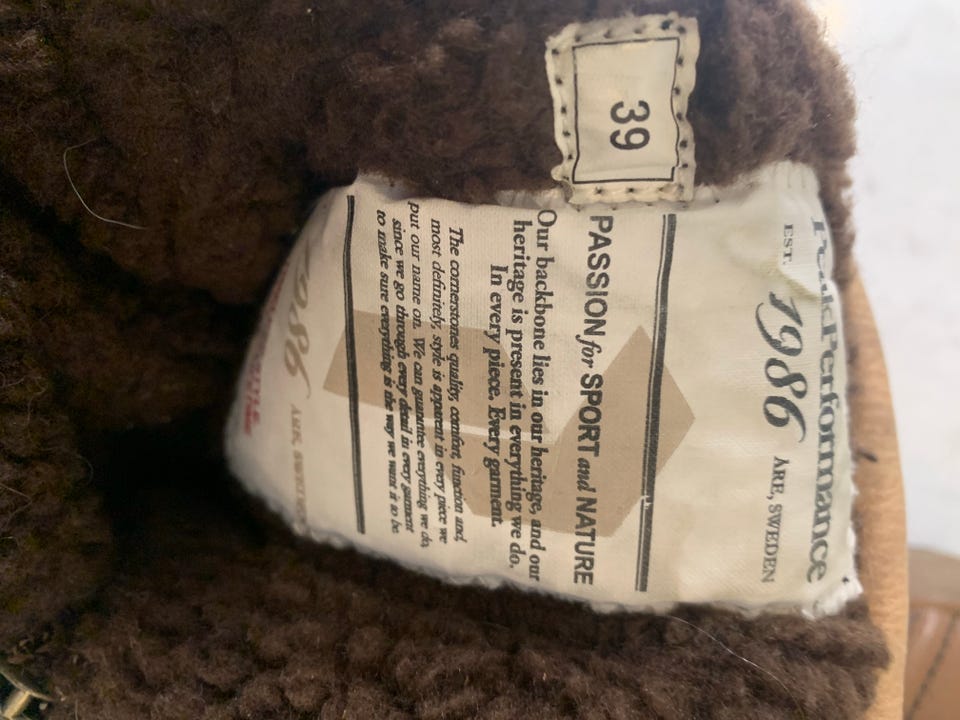 39
PeakPerformance
EST. 1986 ÅRE, SWEDEN
PASSION for SPORT and NATURE
Our backbone lies in our heritage, and our
heritage is present in everything we do.
In every piece. Every garment.
The cornerstones quality, comfort, function and,
most definitely, style is apparent in every piece we
put our name on. We can guarantee everything we do,
since we go through every detail in every garment
to make sure everything is the way we want it to be.
1986 ÅRE, SWEDEN